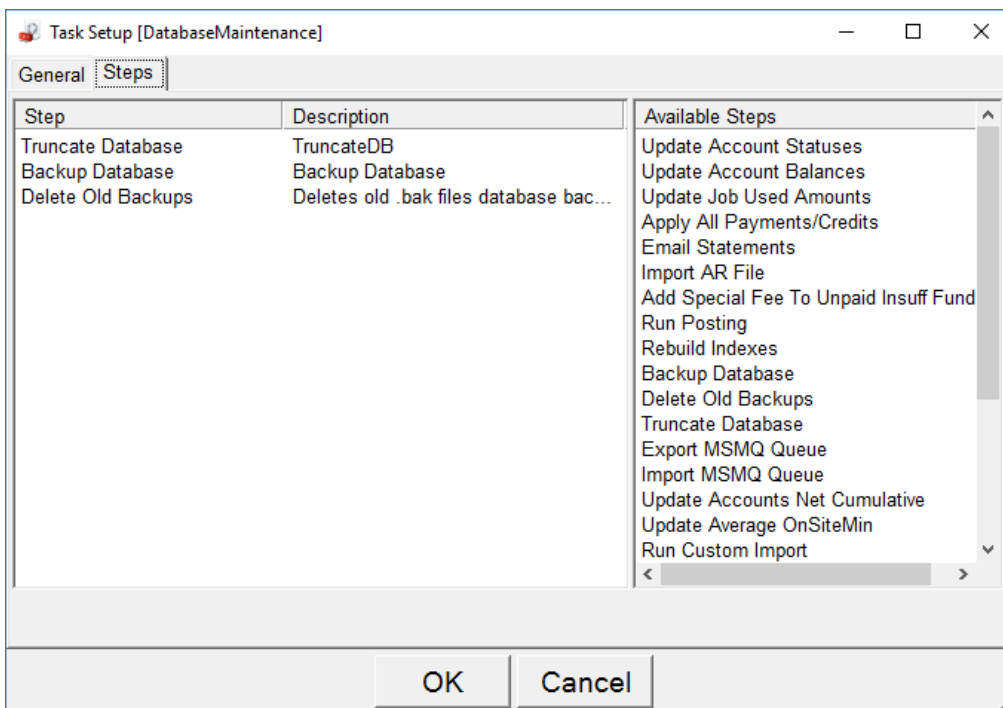 Task Setup [DatabaseMaintenance]
General Steps
Step Description
Truncate Database TruncateDB
Backup Database Backup Database
Delete Old Backups Deletes old .bak files database bac...
Available Steps
Update Account Statuses
Update Account Balances
Update Job Used Amounts
Apply All Payments/Credits
Email Statements
Import AR File
Add Special Fee To Unpaid Insuff Fund
Run Posting
Rebuild Indexes
Backup Database
Delete Old Backups
Truncate Database
Export MSMQ Queue
Import MSMQ Queue
Update Accounts Net Cumulative
Update Average OnSiteMin
Run Custom Import
OK Cancel